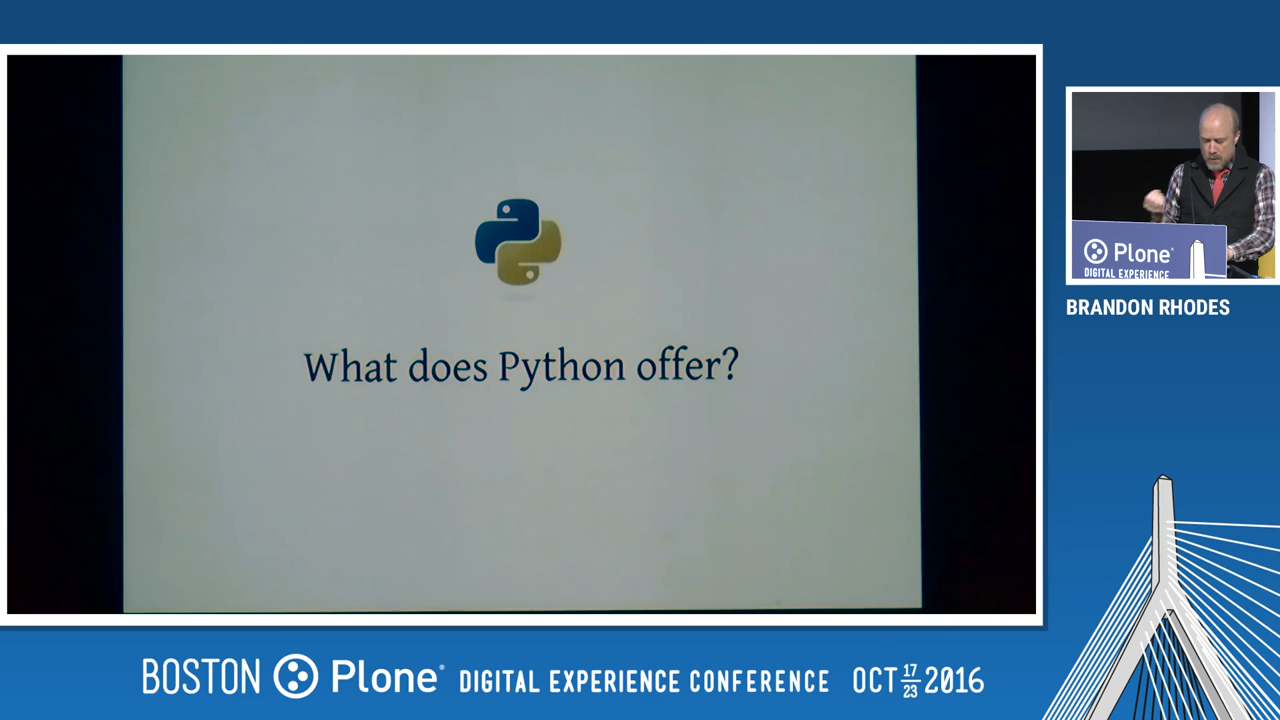 What does Python offer?
Plone
DIGITAL EXPERIENCE
BRANDON RHODES
BOSTON Plone® DIGITAL EXPERIENCE CONFERENCE OCT 17 23 2016